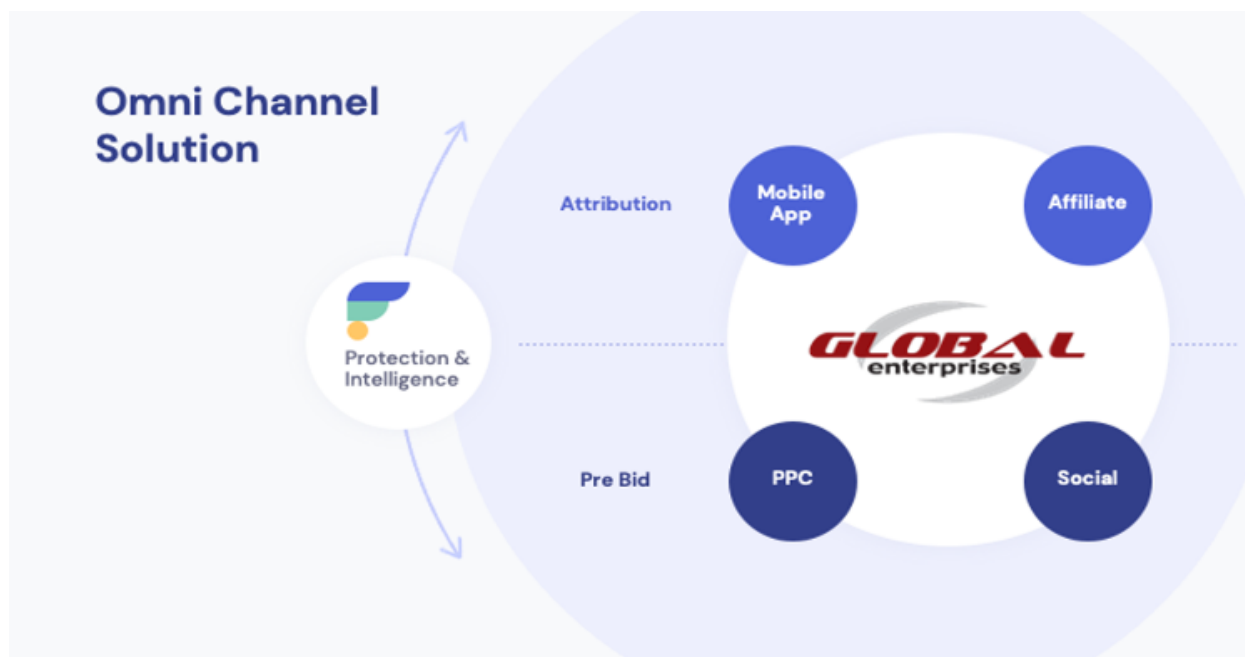 Omni Channel
Solution
Attribution
Mobile
App
Affiliate
Protection &
Intelligence
GLOBAL
enterprises
Pre Bid
PPC
Social